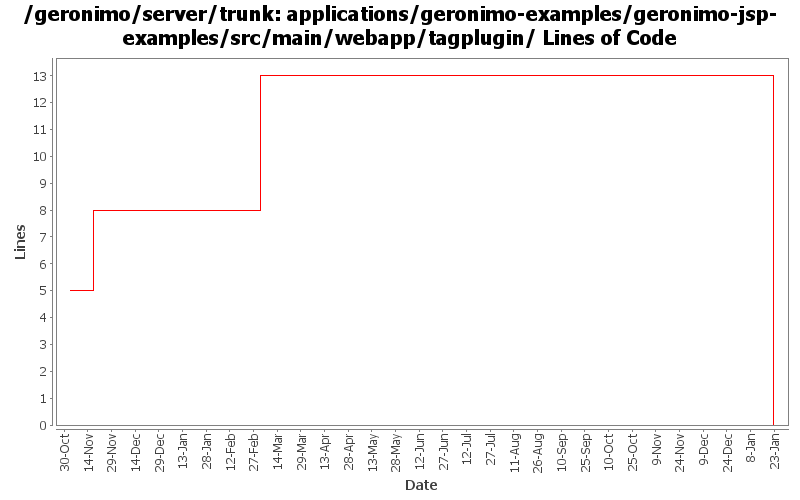 /geronimo/server/trunk: applications/geronimo-examples/geronimo-jsp-
examples/src/main/webapp/tagplugin/ Lines of Code
Lines
13
12
11
10
9
8
7
6
5
4
3
2
1
0
30-Oct
14-Nov
29-Nov
14-Dec
29-Dec
13-Jan
28-Jan
12-Feb
27-Feb
14-Mar
29-Mar
13-Apr
28-Apr
13-May
28-May
12-Jun
27-Jun
12-Jul
27-Jul
11-Aug
26-Aug
10-Sep
25-Sep
10-Oct
25-Oct
9-Nov
24-Nov
9-Dec
24-Dec
8-Jan
23-Jan
Date